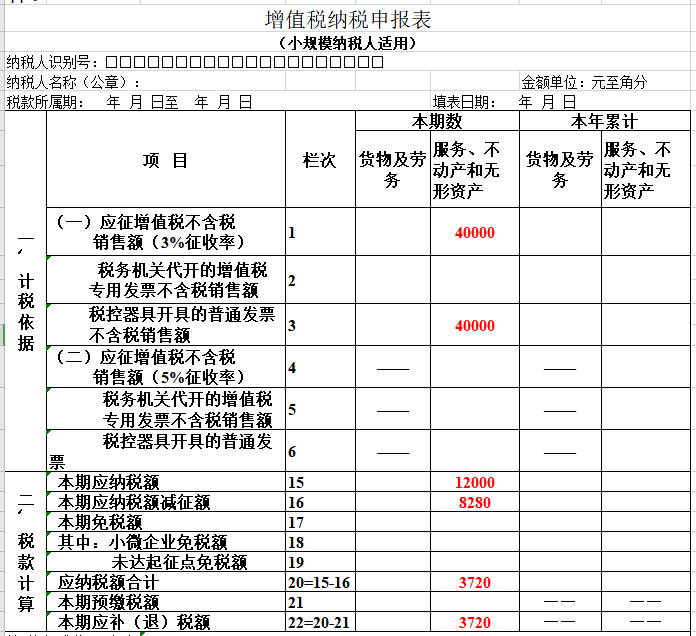 增值税纳税申报表
（小规模纳税人适用）
纳税人识别号：□□□□□□□□□□□□□□□□□□□□
纳税人名称（公章）：
金额单位：元至角分
税款所属期： 年 月 日至 年 月 日
填表日期： 年 月 日
项 目
栏次
本期数
本年累计
货物及劳
务
服务、不
动产和无
形资产
货物及劳
务
服务、不
动产和无
形资产
一、计税依据
（一）应征增值税不含税
销售额（3%征收率）
1
40000
税务机关代开的增值税
专用发票不含税销售额
2
税控器具开具的普通发票
不含税销售额
3
40000
（二）应征增值税不含税
销售额（5%征收率）
4
——
——
税务机关代开的增值税
专用发票不含税销售额
5
——
——
税控器具开具的普通发
票
6
——
——
二、税款计算
本期应纳税额
15
12000
本期应纳税额减征额
16
8280
本期免税额
17
其中：小微企业免税额
18
未达起征点免税额
19
应纳税额合计
20=15-16
3720
本期预缴税额
21
——
——
本期应补（退）税额
22=20-21
3720
——
——